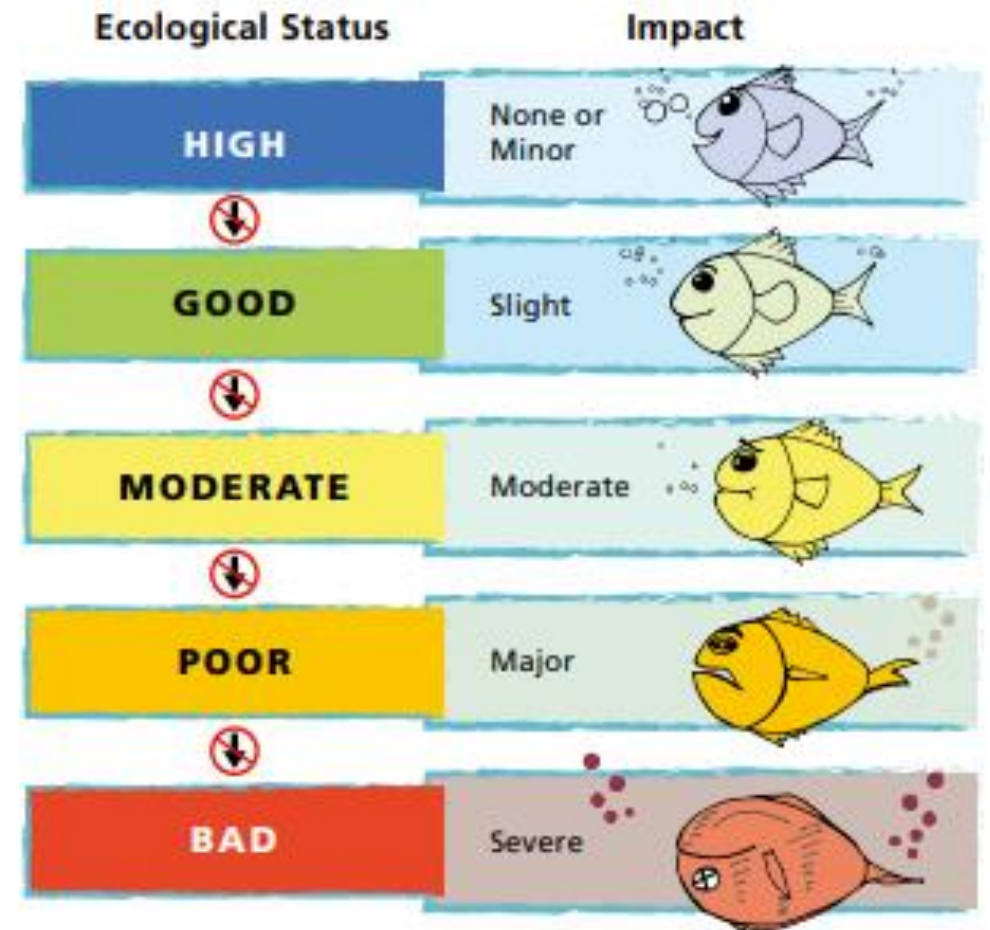 Ecological Status
Impact
HIGH
None or
Minor
GOOD
Slight
MODERATE
Moderate
POOR
Major
BAD
Severe